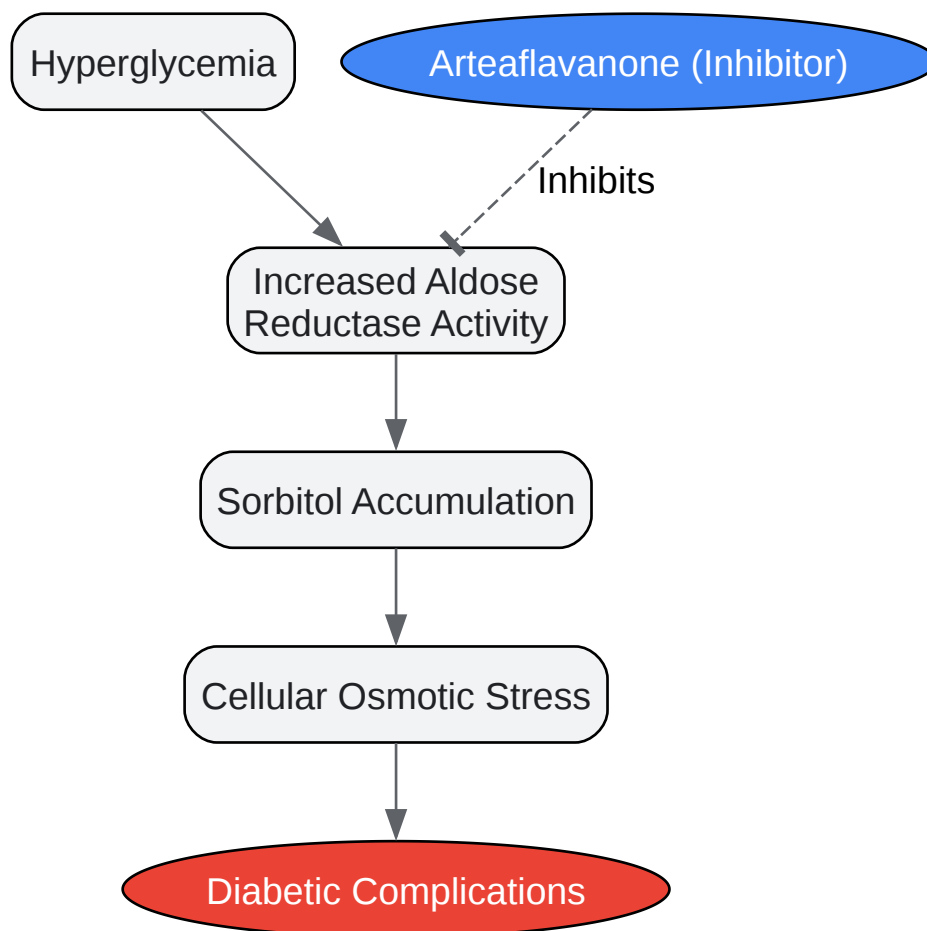 Hyperglycemia
Arteaflavanone (Inhibitor)
Inhibits
Increased Aldose
Reductase Activity
Sorbitol Accumulation
Cellular Osmotic Stress
Diabetic Complications